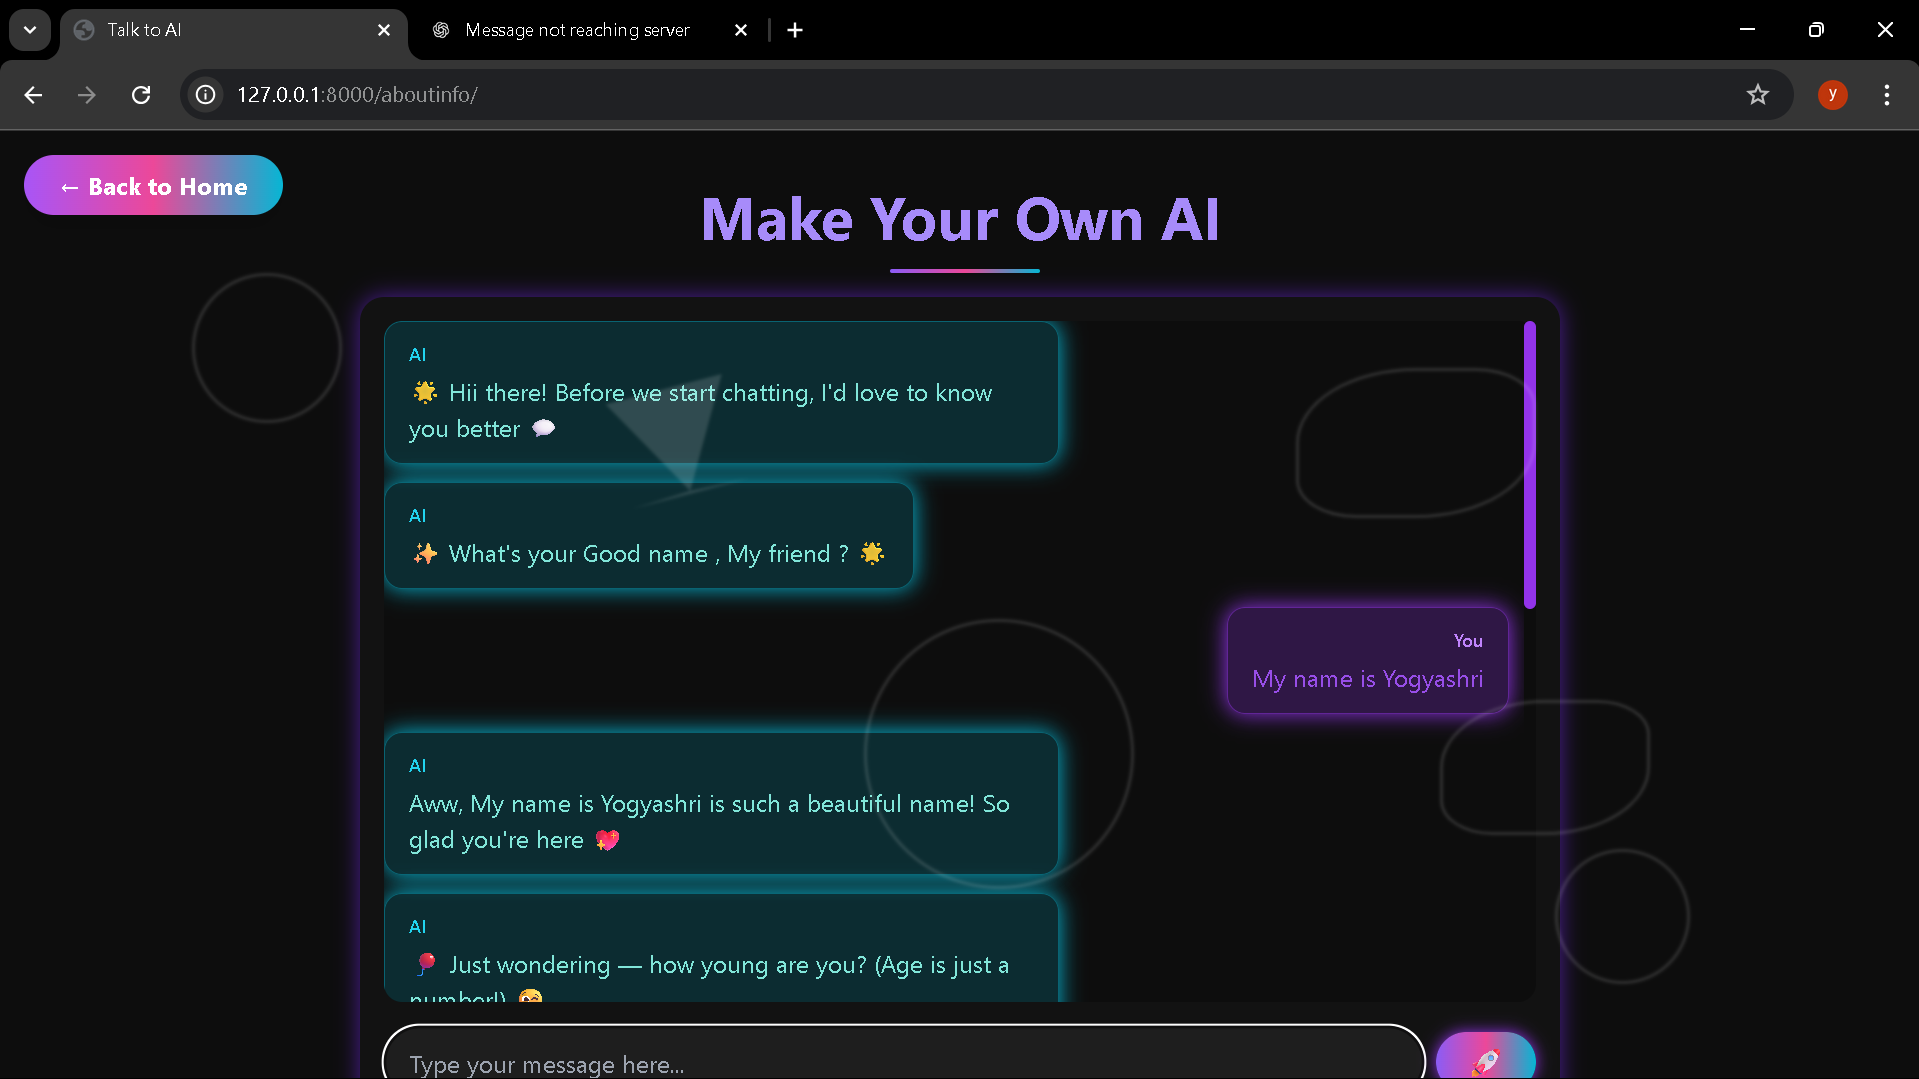 Talk to AI
Message not reaching server
127.0.0.1:8000/aboutinfo/
y
← Back to Home
Make Your Own AI
AI
🌟 Hii there! Before we start chatting, I'd love to know
you better 💬
AI
✨ What's your Good name , My friend ? 🌟
You
My name is Yogyashri
AI
Aww, My name is Yogyashri is such a beautiful name! So
glad you're here 💖
AI
🎈 Just wondering — how young are you? (Age is just a
number!) 😄
Type your message here...
🚀